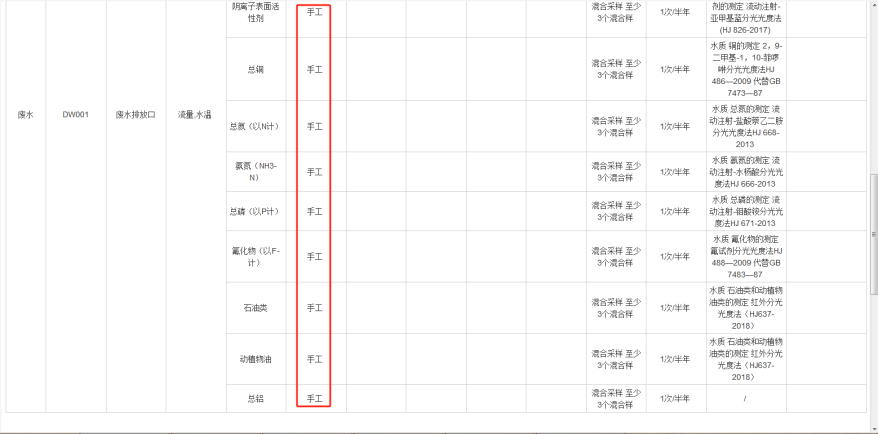 阴离子表面活
性剂
手工
混合采样 至少
3个混合样
1次/半年
剂的测定 流动注射-
亚甲基蓝分光光度法
(HJ 826-2017)
总铜
手工
混合采样 至少
3个混合样
1次/半年
水质 铜的测定 2，9-
二甲基-1，10-菲啰
啉分光光度法HJ
486—2009 代替GB
7473—87
废水
DW001
废水排放口
流量,水温
总氮（以N计）
手工
混合采样 至少
3个混合样
1次/半年
水质 总氮的测定 流
动注射-盐酸萘乙二胺
分光光度法HJ 668-
2013
氨氮（NH3-
N）
手工
混合采样 至少
3个混合样
1次/半年
水质 氨氮的测定 流
动注射-水杨酸分光光
度法HJ 666-2013
总磷（以P计）
手工
混合采样 至少
3个混合样
1次/半年
水质 总磷的测定 流
动注射-钼酸铵分光光
度法HJ 671-2013
氟化物（以F-
计）
手工
混合采样 至少
3个混合样
1次/半年
水质 氟化物的测定
氟试剂分光光度法HJ
488—2009 代替GB
7483—87
石油类
手工
混合采样 至少
3个混合样
1次/半年
水质 石油类和动植物
油类的测定 红外分光
光度法（HJ637-
2018）
动植物油
手工
混合采样 至少
3个混合样
1次/半年
水质 石油类和动植物
油类的测定 红外分光
光度法（HJ637-
2018）
总铝
手工
混合采样 至少
3个混合样
1次/半年
/